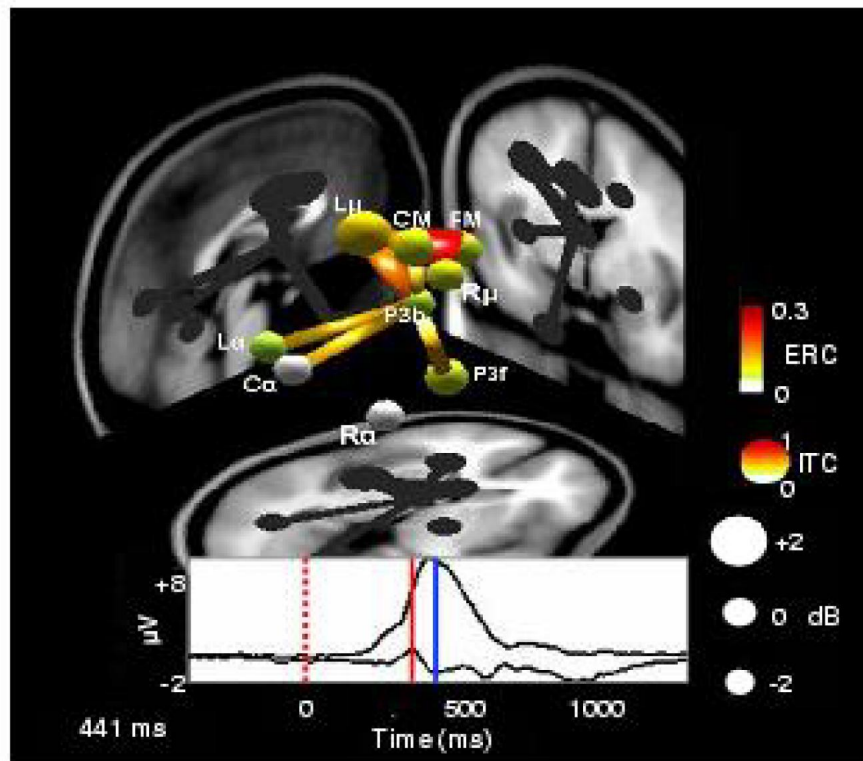 Lμ
CM
FM
Rμ
P3b
Lα
Cα
P3f
Rα
0.3
ERC
0
1
ITC
0
+2
0 dB
-2
+8
μV
-2
0 500 1000
Time (ms)
441 ms